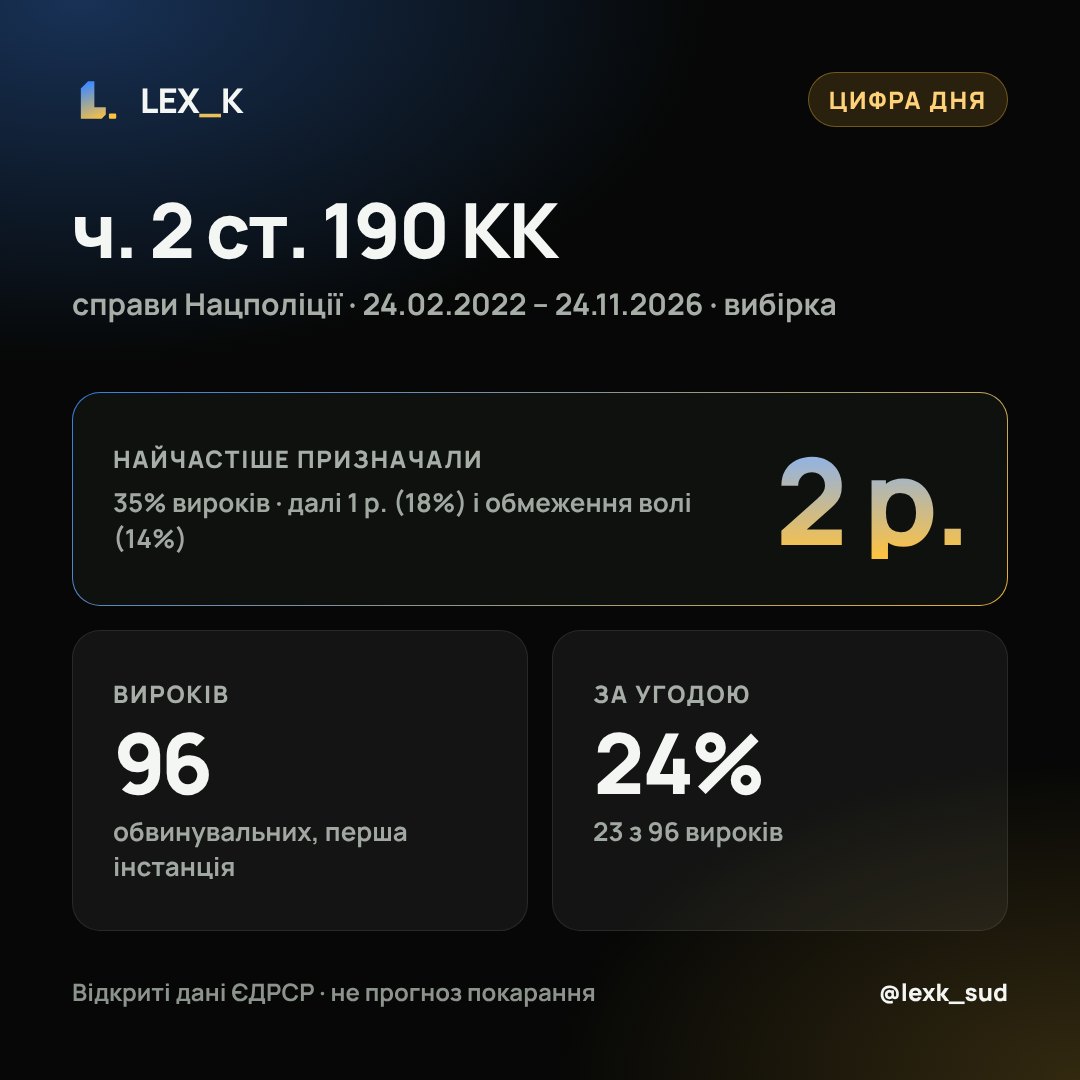 LEX_K
ЦИФРА ДНЯ
ч. 2 ст. 190 КК
справи Нацполіції · 24.02.2022 – 24.11.2026 · вибірка
НАЙЧАСТІШЕ ПРИЗНАЧАЛИ
35% вироків · далі 1 р. (18%) і обмеження волі
(14%)
2 р.
ВИРОКІВ
96
обвинувальних, перша
інстанція
ЗА УГОДОЮ
24%
23 з 96 вироків
Відкриті дані ЄДРСР · не прогноз покарання
@lexk_sud